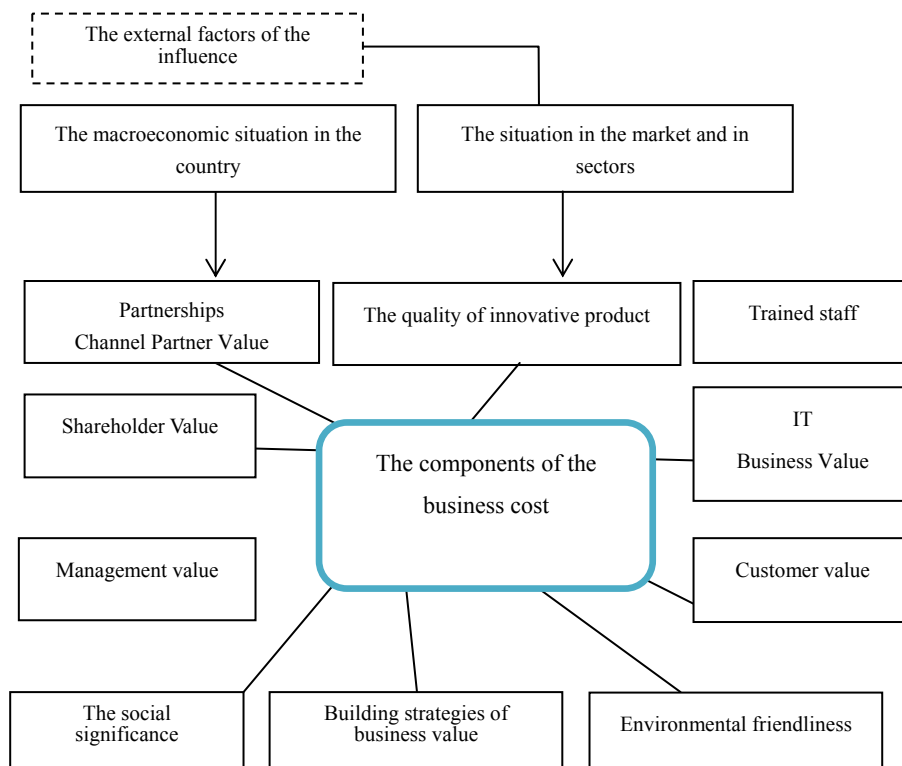 The external factors of the
influence
The macroeconomic situation in the
country
The situation in the market and in
sectors
Partnerships
Channel Partner Value
The quality of innovative product
Trained staff
Shareholder Value
The components of the
business cost
IT
Business Value
Management value
Customer value
The social
significance
Building strategies of
business value
Environmental friendliness